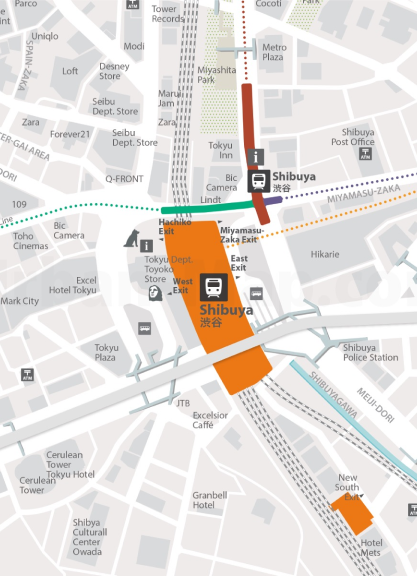 Parco
Cocoti
Park
Tower
Records
Uniqlo
Modi
Metro
Plaza
SPAIN-ZAKA
Loft
Desney
Store
Miyashita
Park
Seibu
Dept. Store
Maru
Jam
Zara
Zara
Forever21
Seibu
Dept. Store
Shibuya
Post Office
ATM
TER-GAI AREA
DORI
Tokyu
Inn
i
Q-FRONT
Bic
Camera
Shibuya
渋谷
Lindt
MIYAMASU-ZAKA
109
Line
Bic
Camera
Hachiko
Exit
Miyamasu-
Zaka Exit
Toho
Cinemas
i
Hikarie
Tokyu Dept.
Toyoko
Store
East
Exit
Excel
Hotel Tokyu
West
Exit
Mark City
Shibuya
渋谷
Tokyu
Plaza
Shibuya
Police Station
ATM
SHIBUYAGAWA
MEIJI-DORI
JTB
Excelsior
Caffé
Cerulean
Tower
Tokyu Hotel
Cerulean
Tower
New
South
Exit
Granbell
Hotel
ATM
Shibya
Culturall
Center
Owada
Hotel
Mets